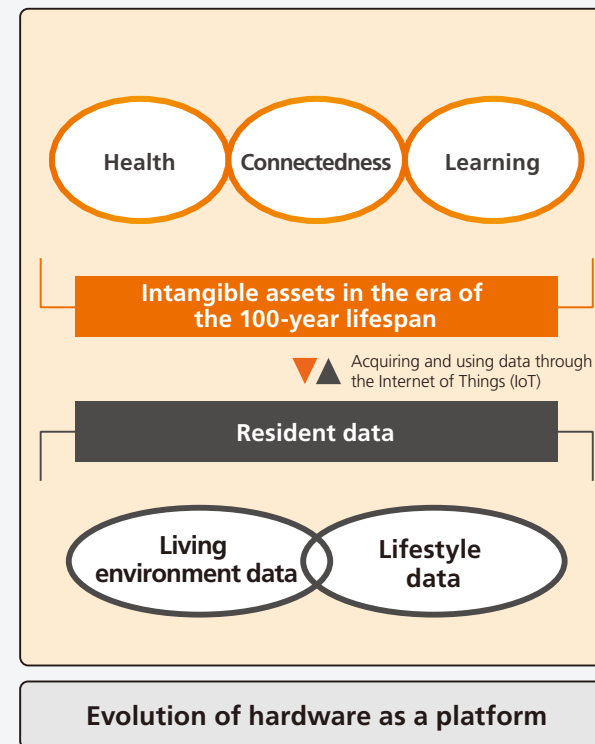 Health
Connectedness
Learning
Intangible assets in the era of
the 100-year lifespan
Acquiring and using data through
the Internet of Things (IoT)
Resident data
Living
environment data
Lifestyle
data
Evolution of hardware as a platform